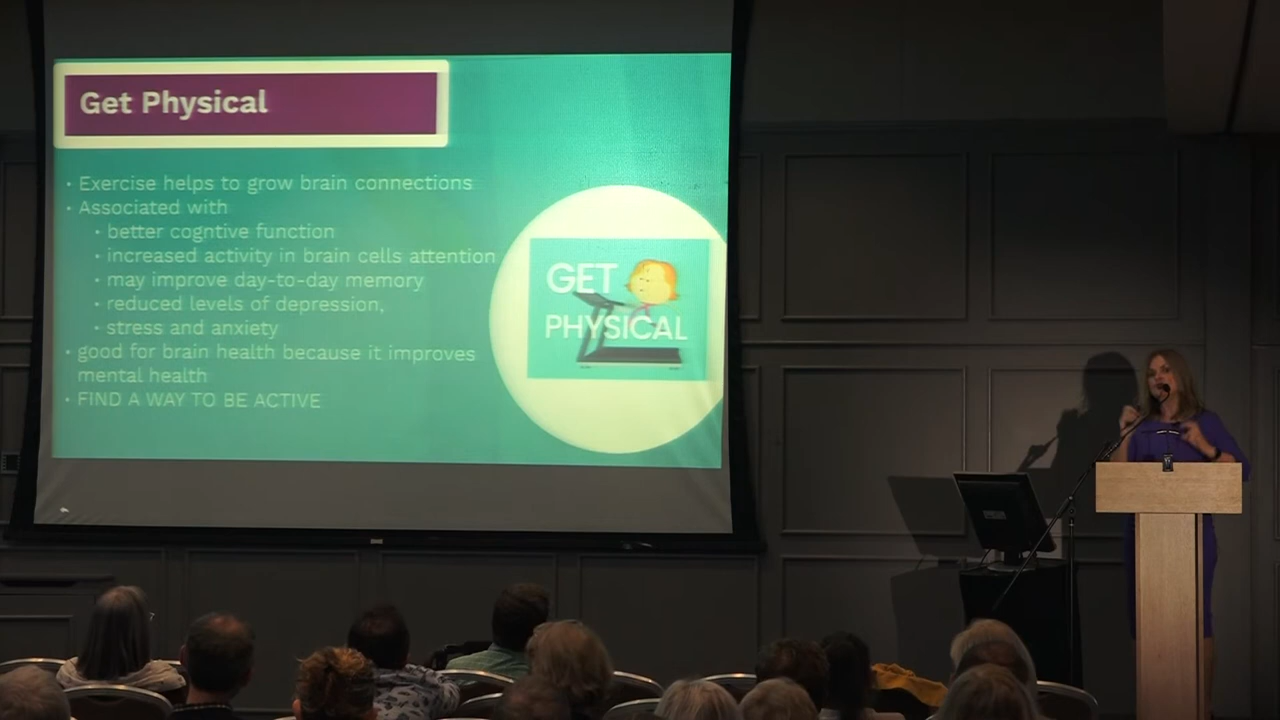 Get Physical
• Exercise helps to grow brain connections
• Associated with
• better cogntive function
• increased activity in brain cells attention
• may improve day-to-day memory
• reduced levels of depression,
• stress and anxiety
• good for brain health because it improves
mental health
• FIND A WAY TO BE ACTIVE
GET
PHYSICAL